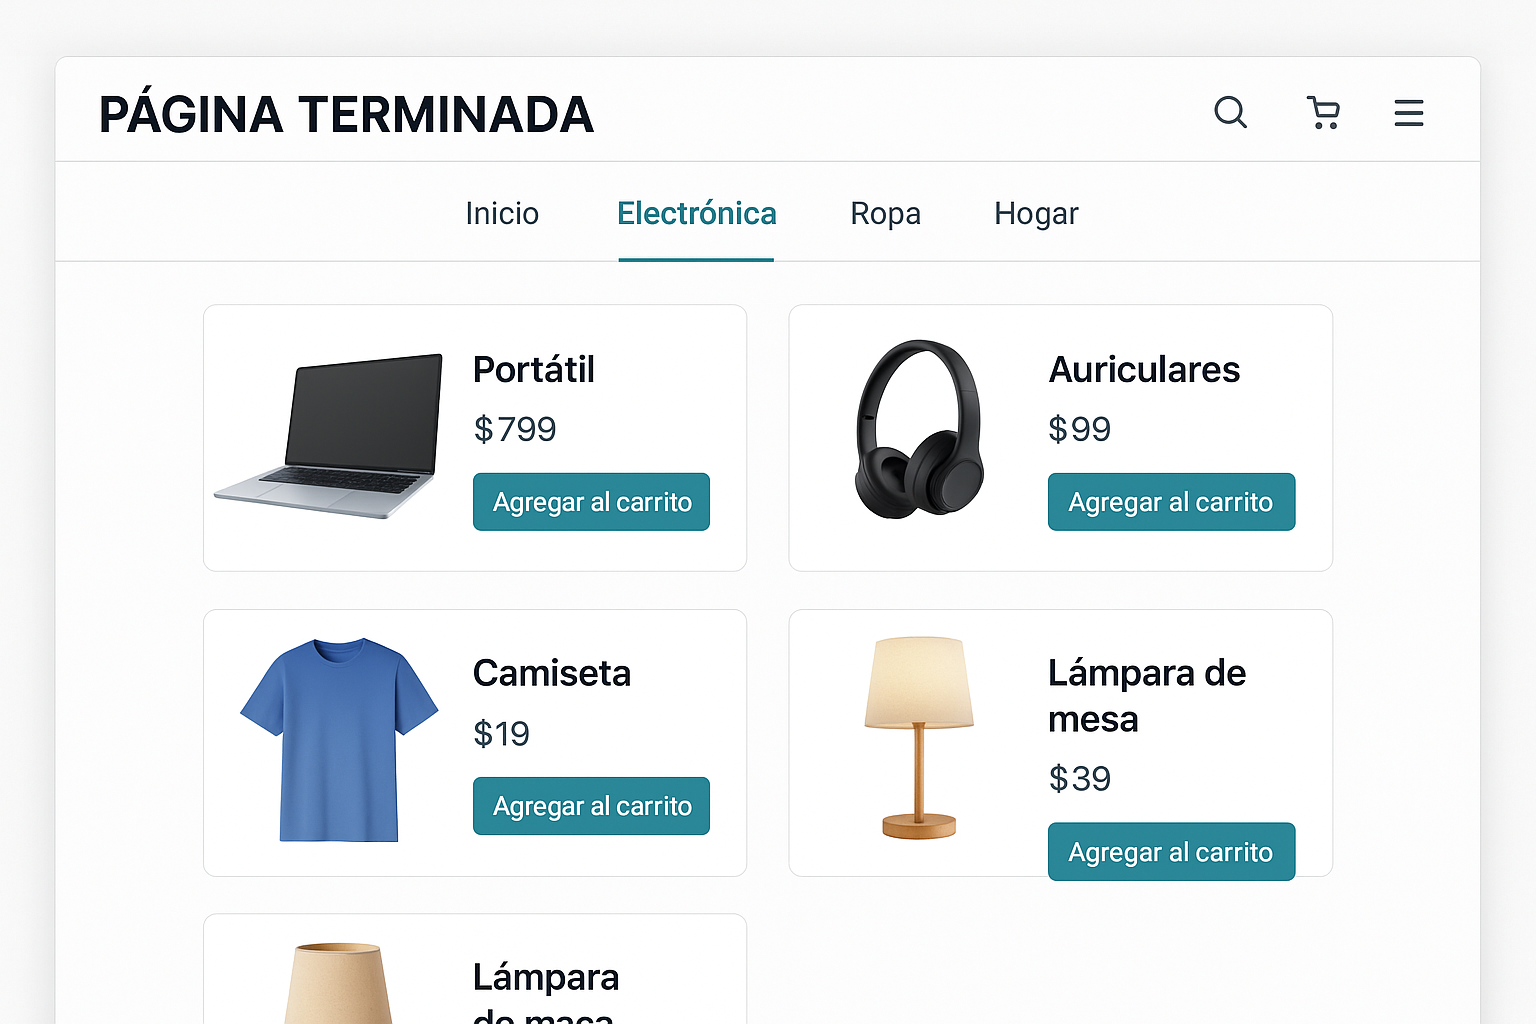 PÁGINA TERMINADA
Inicio Electrónica Ropa Hogar
Portátil
$799
Agregar al carrito
Auriculares
$99
Agregar al carrito
Camiseta
$19
Agregar al carrito
Lámpara de
mesa
$39
Agregar al carrito
Lámpara